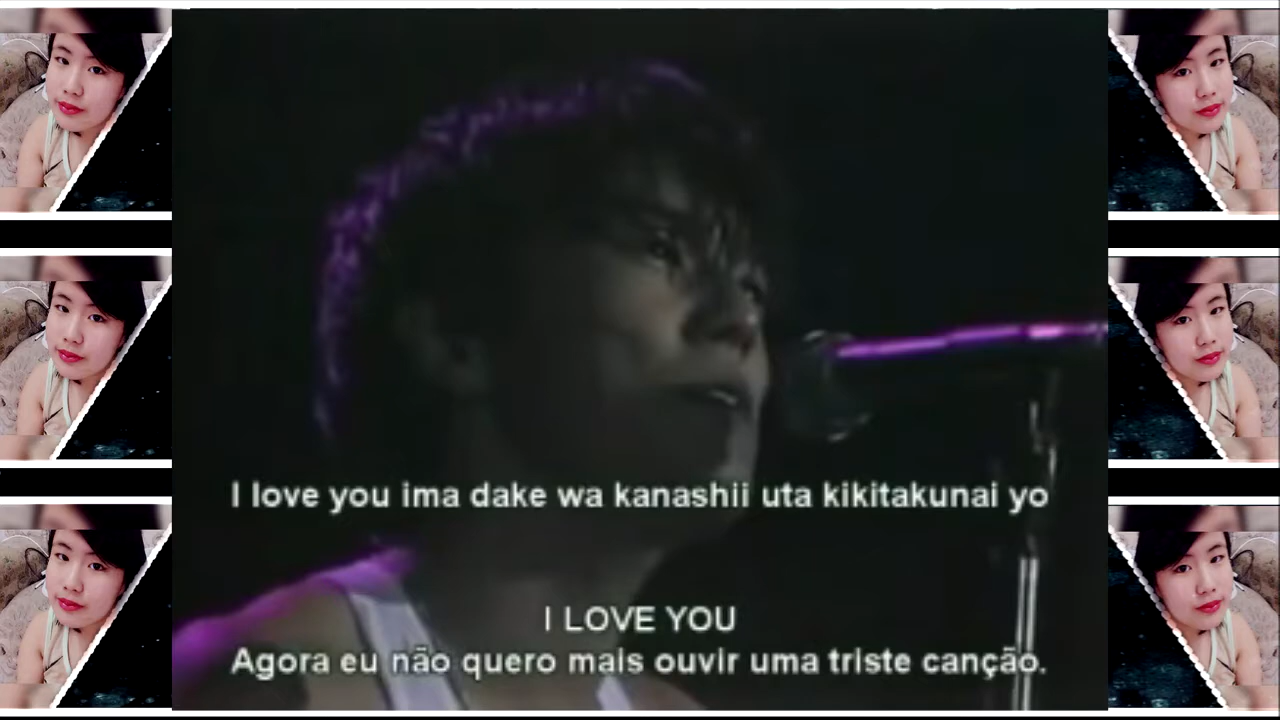 I love you ima dake wa kanashii uta kikitakunai yo
I LOVE YOU
Agora eu não quero mais ouvir uma triste canção.